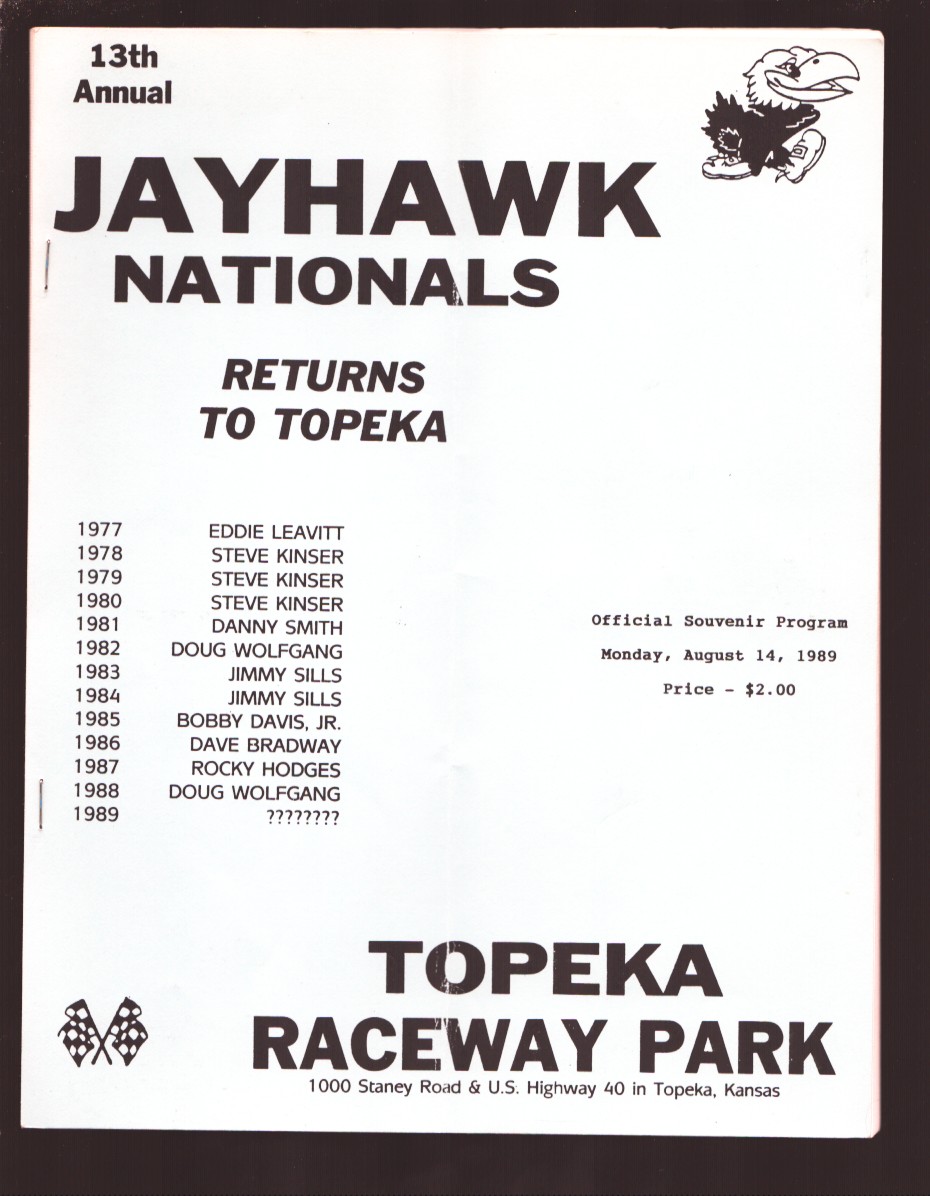 13th
Annual
JAYHAWK
NATIONALS
RETURNS
TO TOPEKA
1977 EDDIE LEAVITT
1978 STEVE KINSER
1979 STEVE KINSER
1980 STEVE KINSER
1981 DANNY SMITH
1982 DOUG WOLFGANG
1983 JIMMY SILLS
1984 JIMMY SILLS
1985 BOBBY DAVIS, JR.
1986 DAVE BRADWAY
1987 ROCKY HODGES
1988 DOUG WOLFGANG
1989 ????????
Official Souvenir Program
Monday, August 14, 1989
Price - $2.00
TOPEKA
RACEWAY PARK
1000 Staney Road & U.S. Highway 40 in Topeka, Kansas